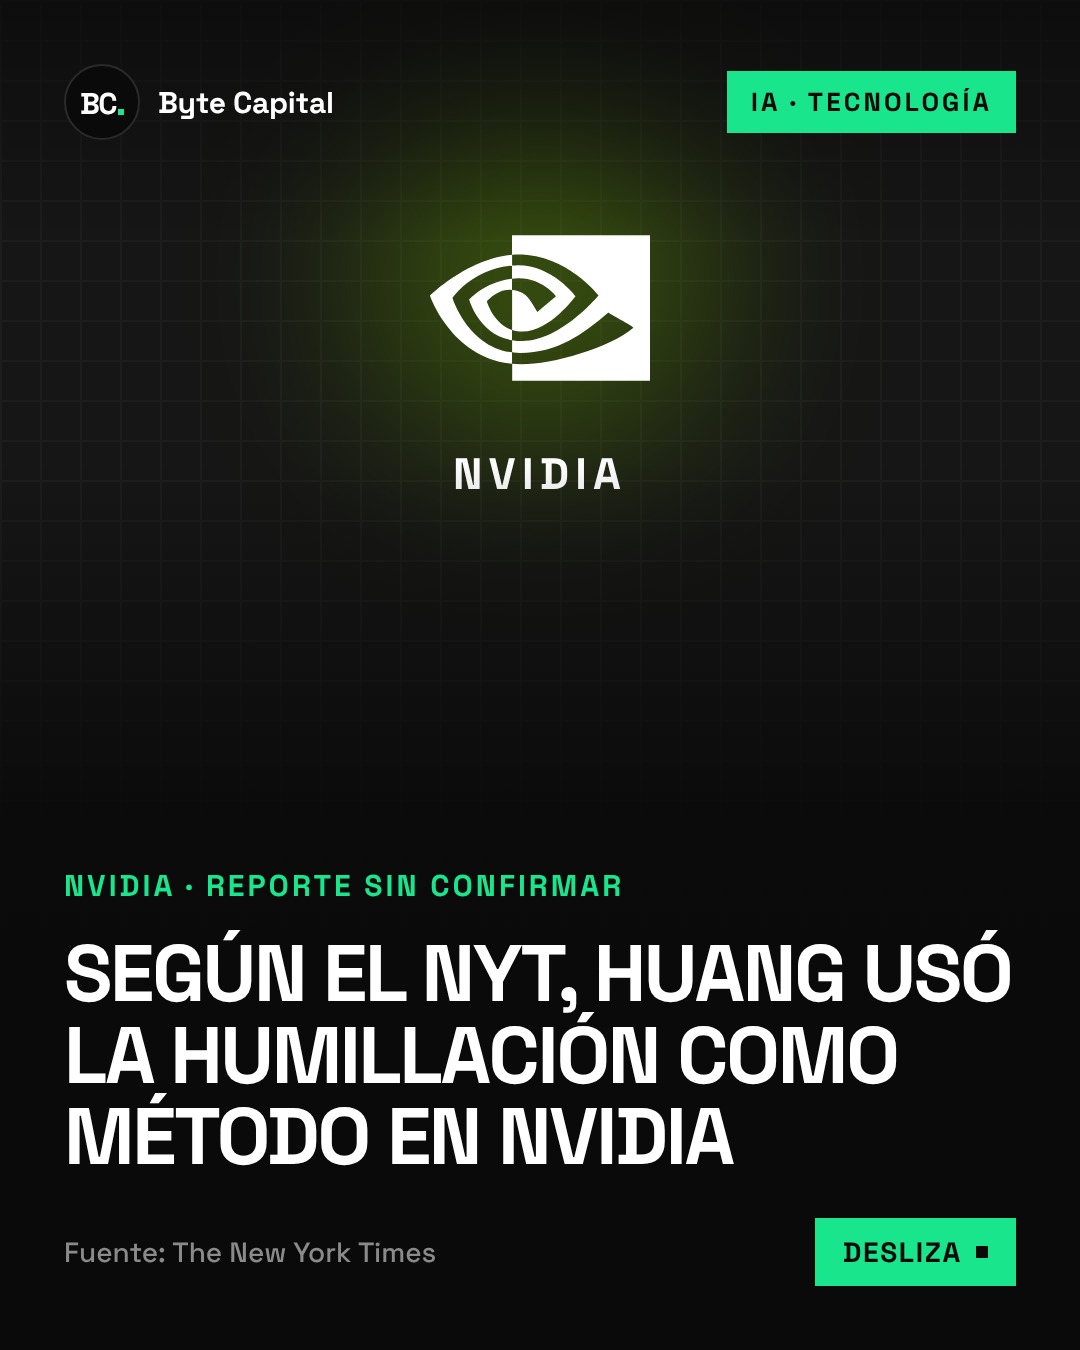 BC.
Byte Capital
IA · TECNOLOGÍA
NVIDIA
NVIDIA · REPORTE SIN CONFIRMAR
SEGÚN EL NYT, HUANG USÓ
LA HUMILLACIÓN COMO
MÉTODO EN NVIDIA
Fuente: The New York Times
DESLIZA